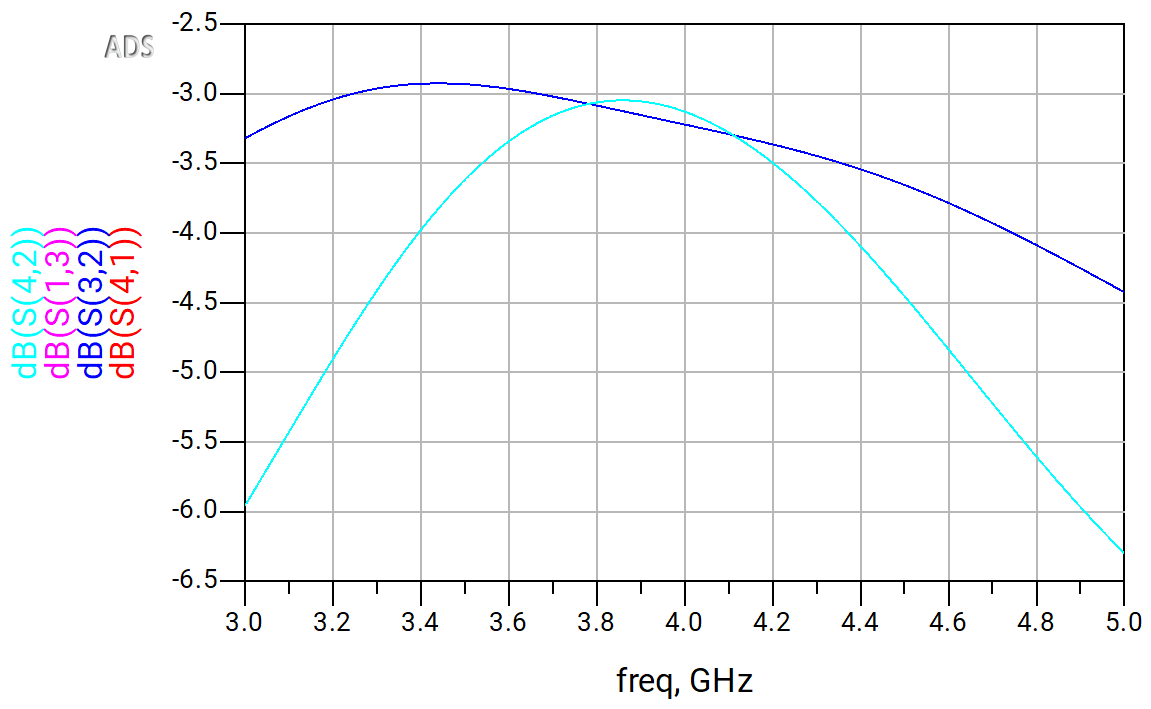 ADS
-2.5
-3.0
-3.5
-4.0
-4.5
-5.0
-5.5
-6.0
-6.5
dB(S(4,2))
dB(S(1,3))
dB(S(3,2))
dB(S(4,1))
3.0 3.2 3.4 3.6 3.8 4.0 4.2 4.4 4.6 4.8 5.0
freq, GHz